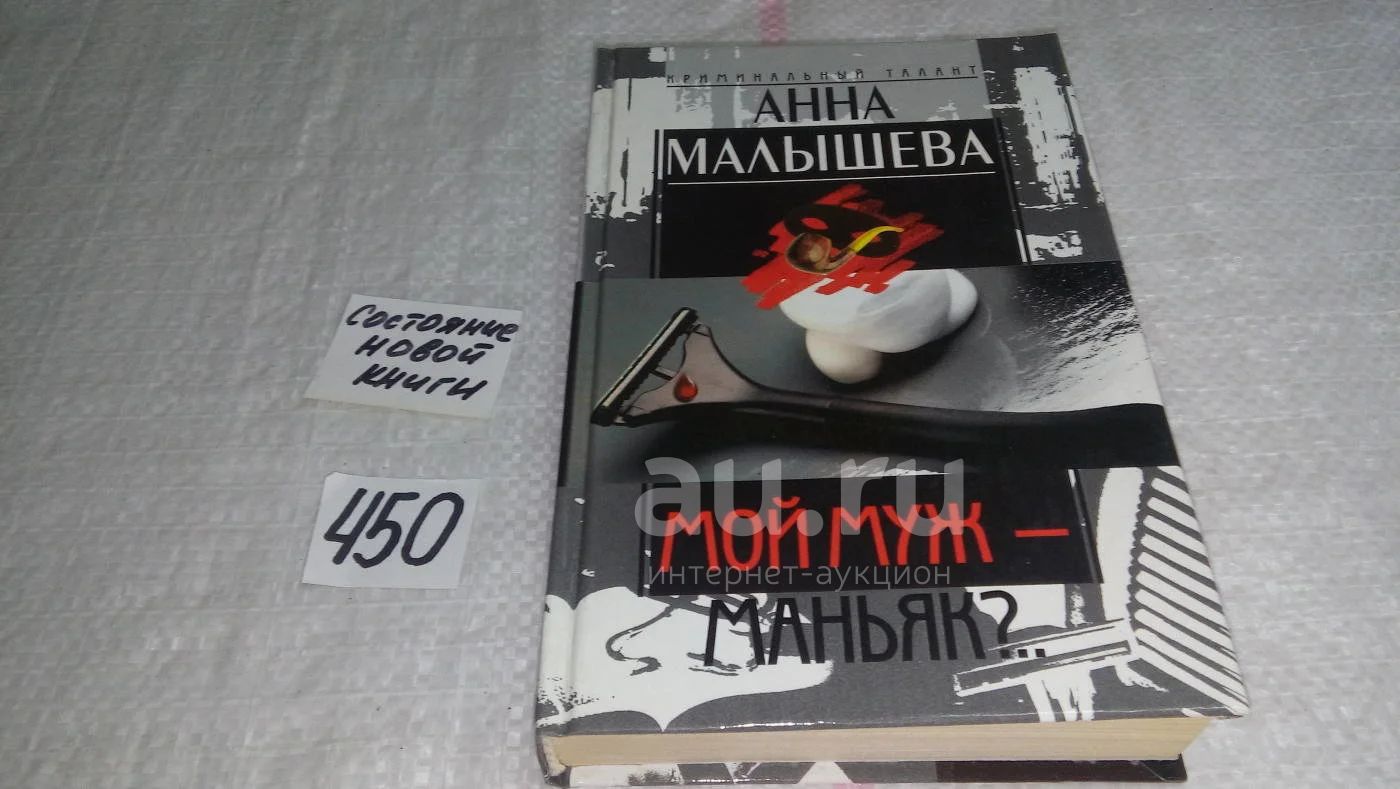 КРИМИНАЛЬНЫЙ ТАЛАНТ
АННА
МАЛЫШЕВА
Состояние
новой
книги
450
au.ru
МОЙ МУЖ —
интернет-аукцион
МАНЬЯК?..